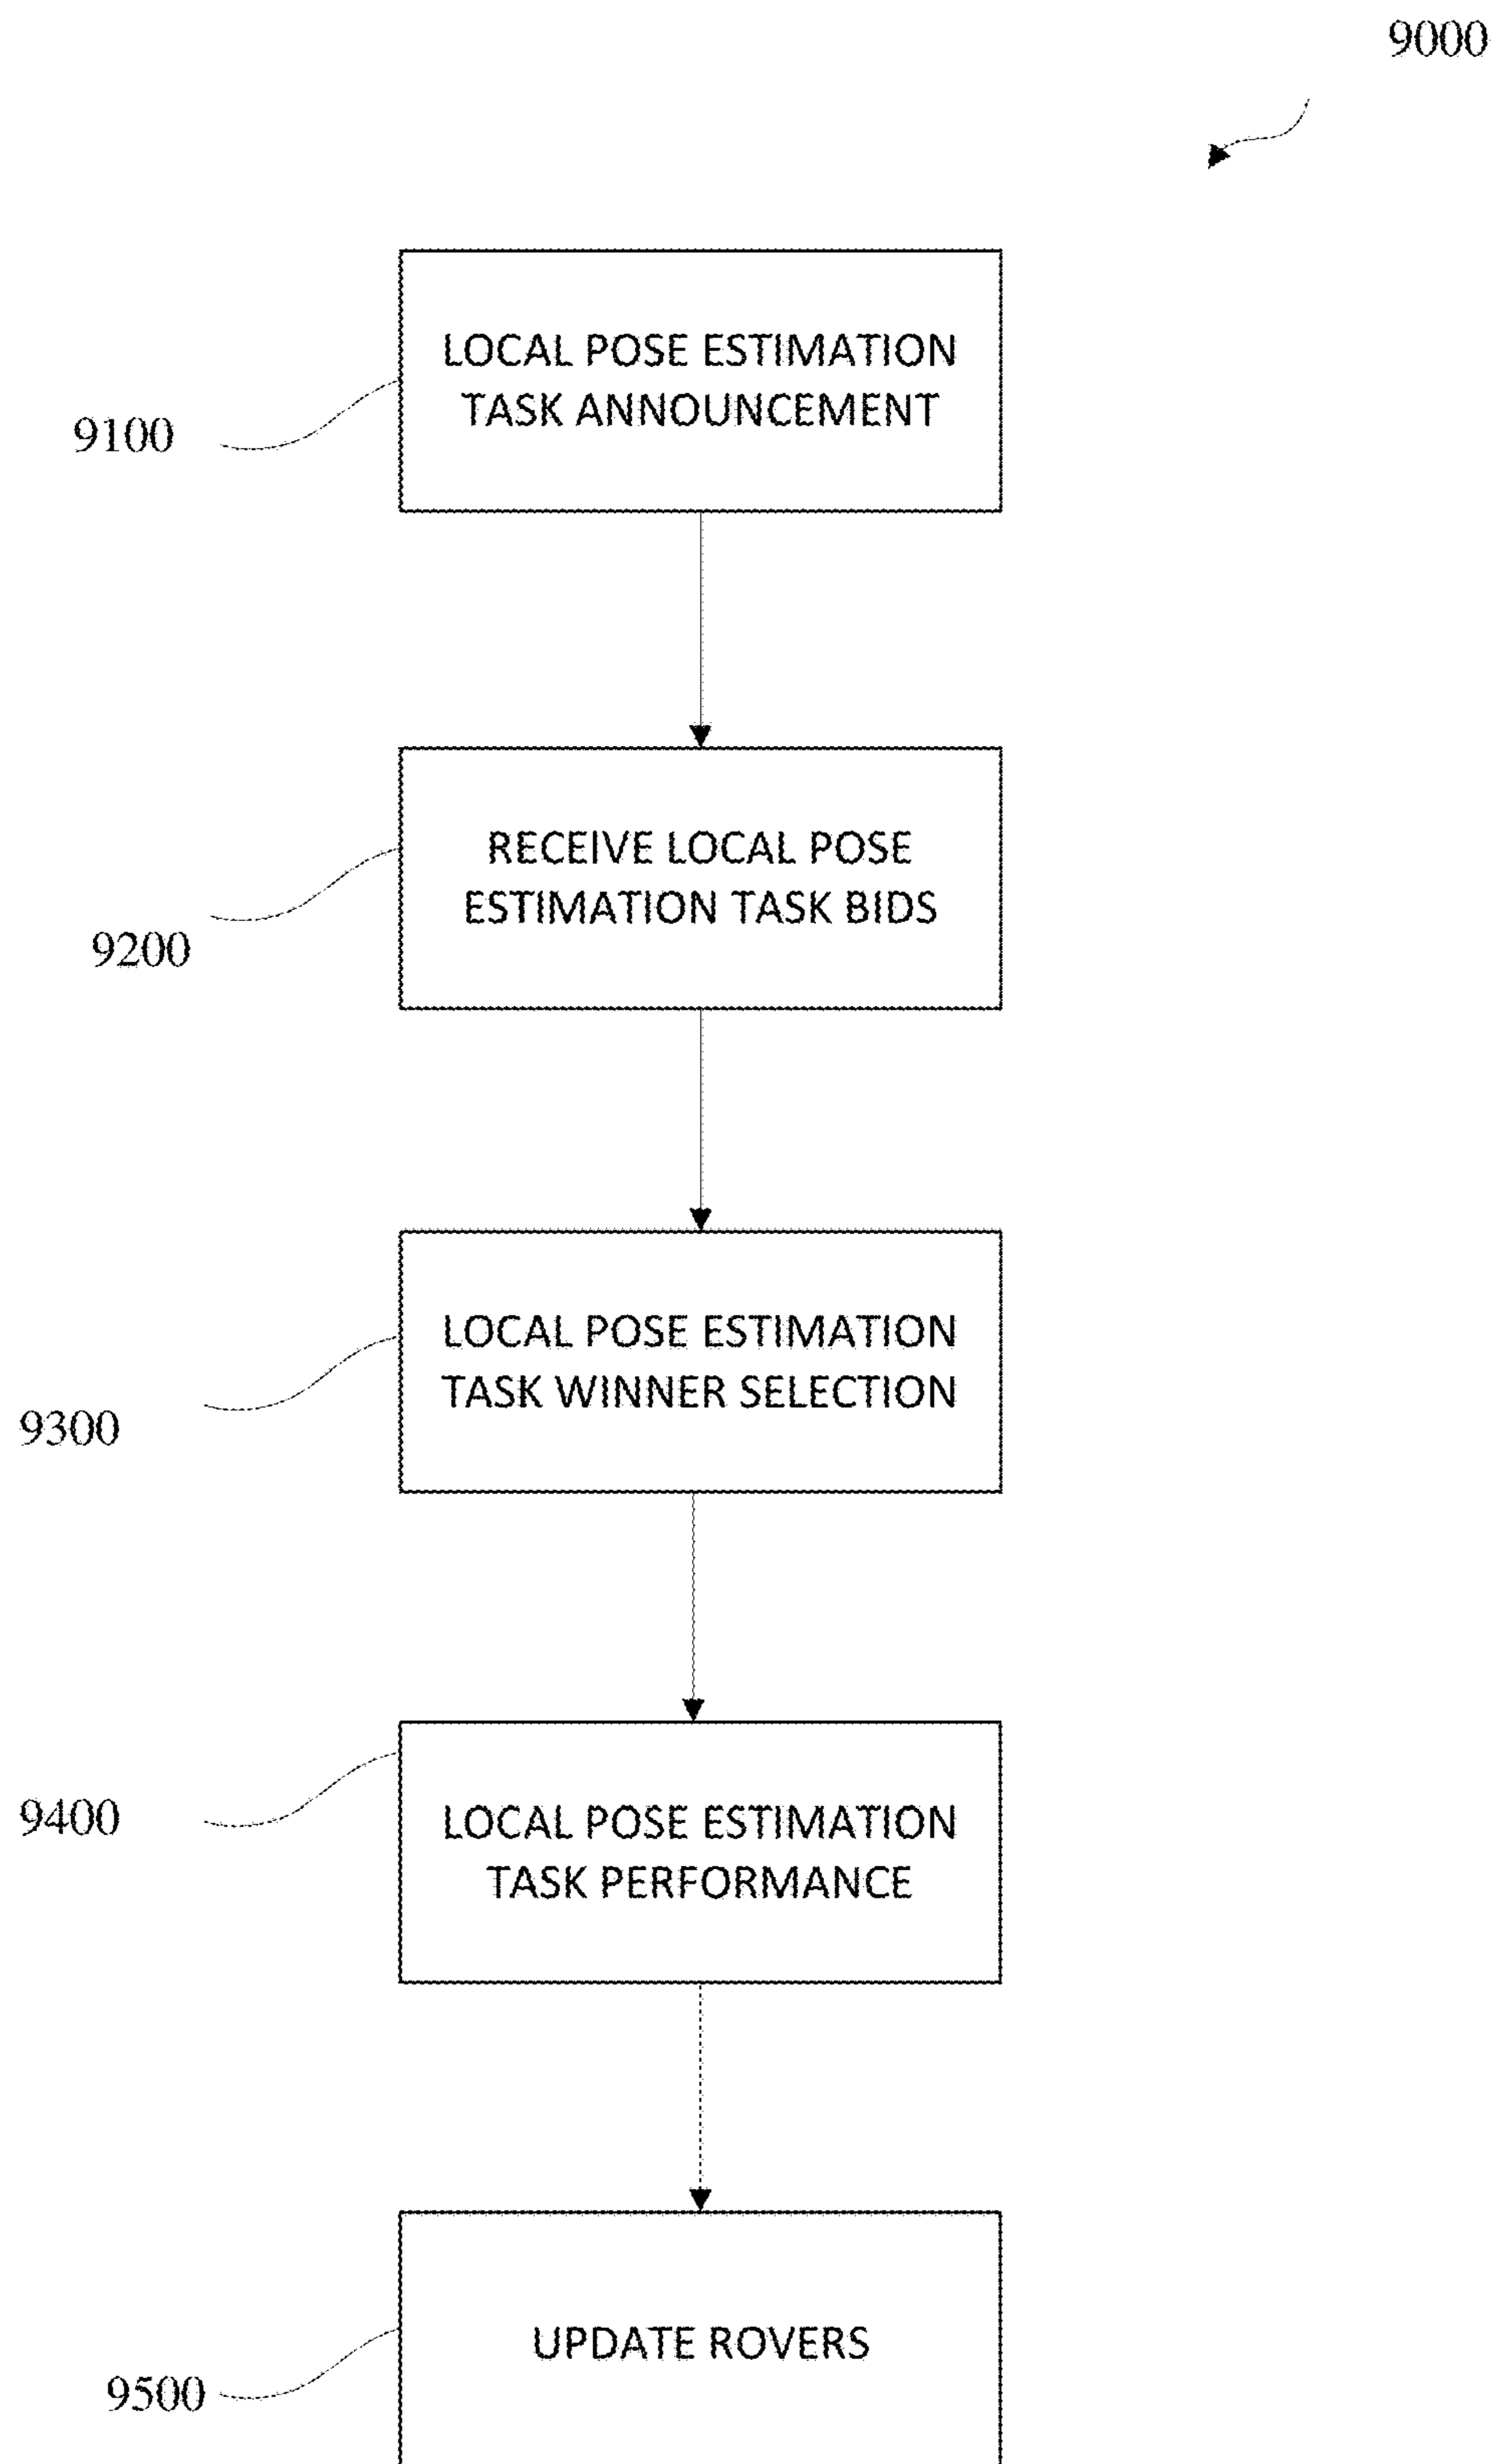 9000
LOCAL POSE ESTIMATION
TASK ANNOUNCEMENT
9100
RECEIVE LOCAL POSE
ESTIMATION TASK BIDS
9200
LOCAL POSE ESTIMATION
TASK WINNER SELECTION
9300
LOCAL POSE ESTIMATION
TASK PERFORMANCE
9400
UPDATE ROVERS
9500